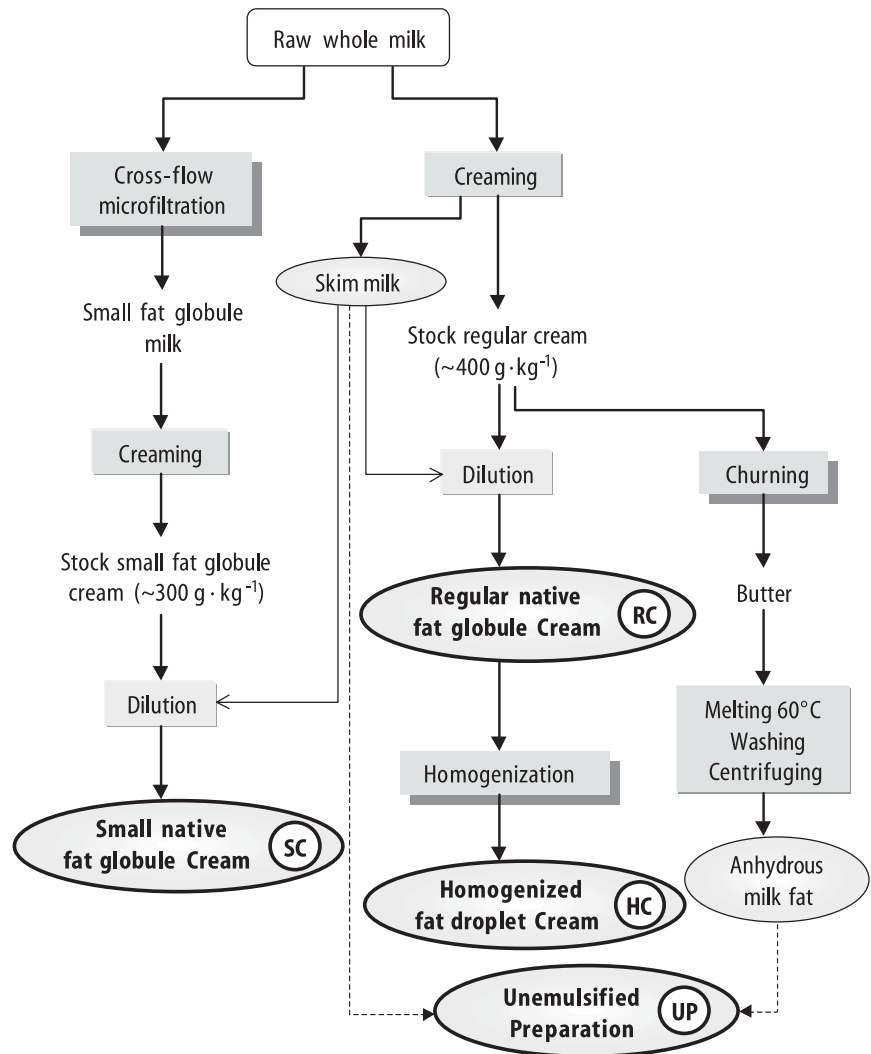 Raw whole milk
Cross-flow
microfiltration
Creaming
Skim milk
Small fat globule
milk
Stock regular cream
(~400 g·kg⁻¹)
Creaming
Dilution
Churning
Stock small fat globule
cream (~300 g·kg⁻¹)
Regular native
fat globule Cream
RC
Butter
Dilution
Melting 60°C
Washing
Centrifuging
Homogenization
Small native
fat globule Cream
SC
Homogenized
fat droplet Cream
HC
Anhydrous
milk fat
Unemulsified
Preparation
UP